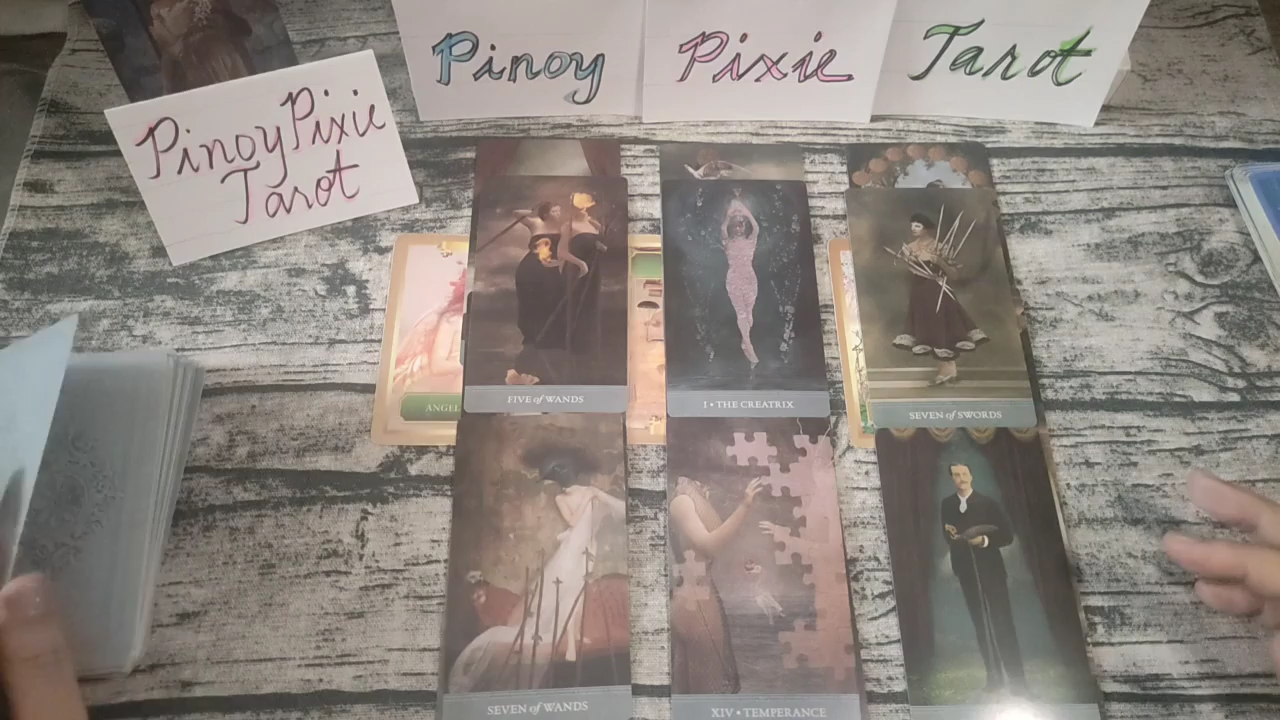 Pinoy Pixie Tarot
PinoyPixie
Tarot
ANGEL
FIVE of WANDS
I • THE CREATRIX
SEVEN of SWORDS
SEVEN of WANDS
XIV • TEMPERANCE